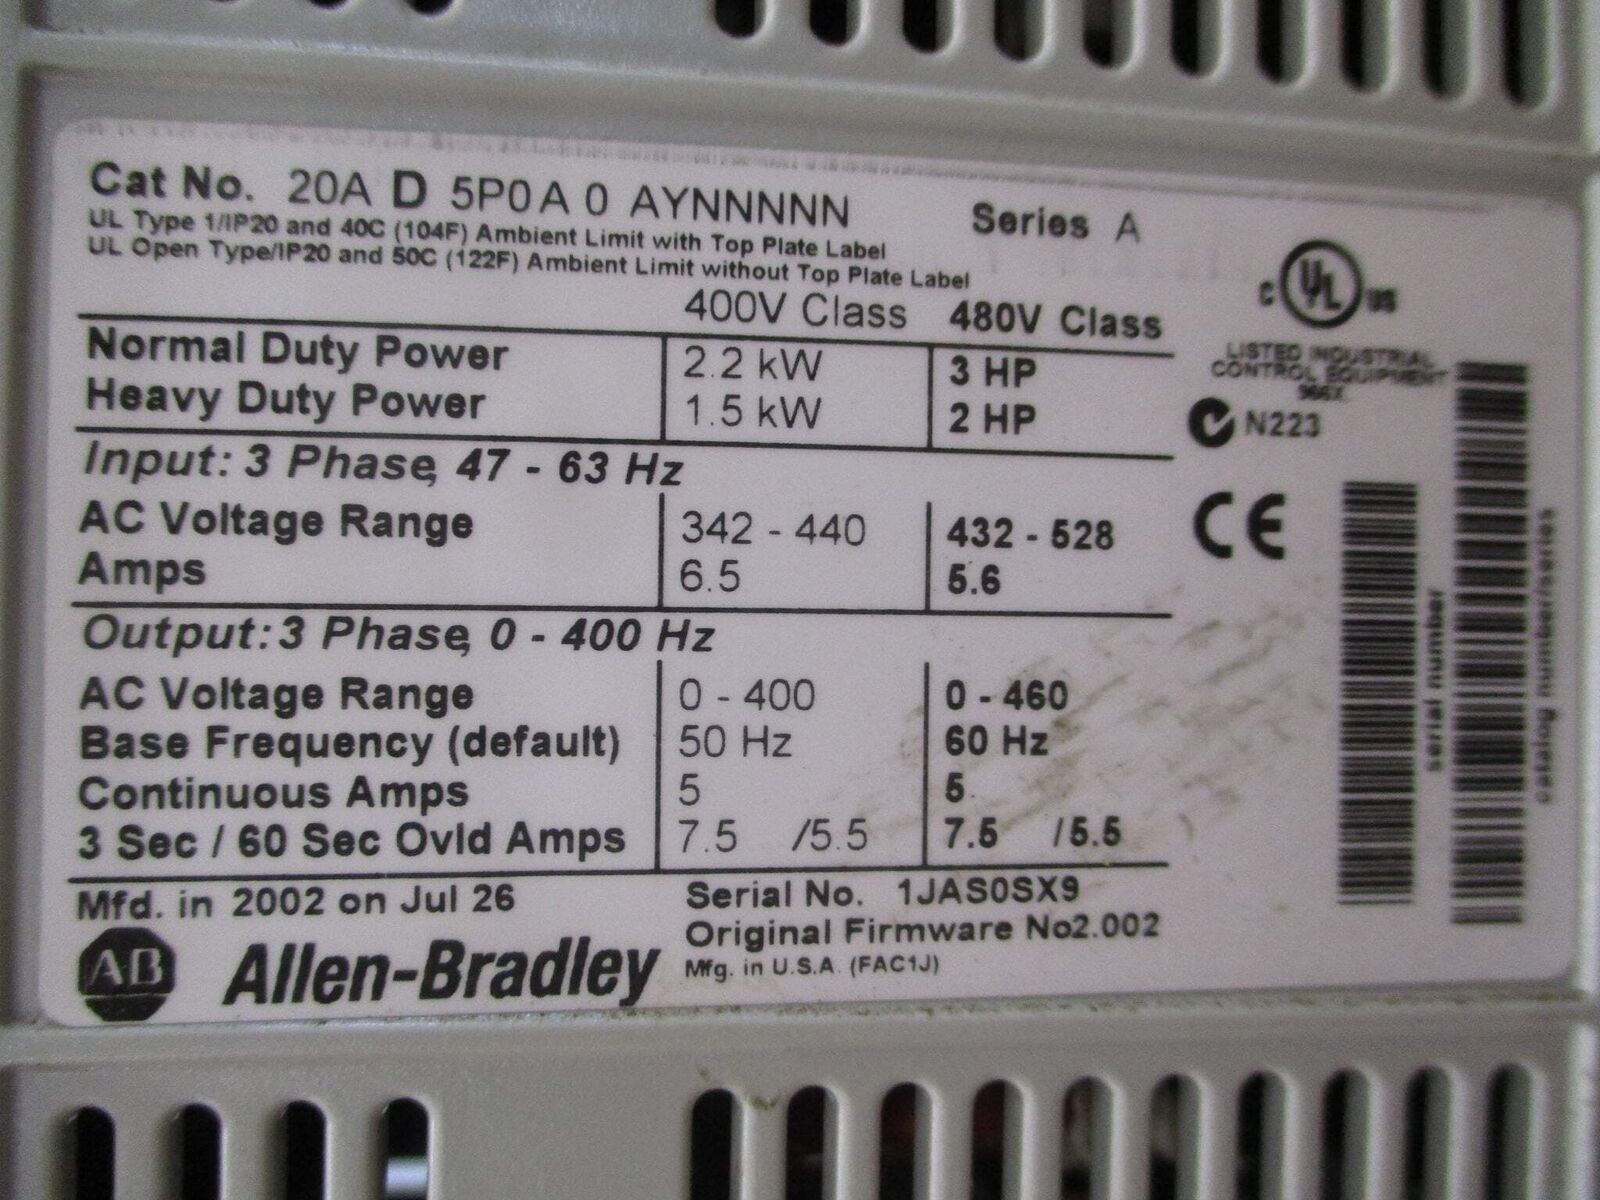 Cat No. 20A D 5P0 A 0 AYNNNNN Series A
UL Type 1/IP20 and 40C (104F) Ambient Limit with Top Plate Label
UL Open Type/IP20 and 50C (122F) Ambient Limit without Top Plate Label
400V Class 480V Class
Normal Duty Power 2.2 kW 3 HP
Heavy Duty Power 1.5 kW 2 HP
Input: 3 Phase, 47 - 63 Hz
AC Voltage Range 342 - 440 432 - 528
Amps 6.5 5.6
Output: 3 Phase, 0 - 400 Hz
AC Voltage Range 0 - 400 0 - 460
Base Frequency (default) 50 Hz 60 Hz
Continuous Amps 5 5
3 Sec / 60 Sec Ovld Amps 7.5 /5.5 7.5 /5.5
Mfd. in 2002 on Jul 26
Serial No. 1JAS0SX9
Original Firmware No2.002
Mfg. in U.S.A. (FAC1J)
AB Allen-Bradley
C UL US
LISTED INDUSTRIAL
CONTROL EQUIPMENT
966X
N223
CE
serial number
catalog number/series